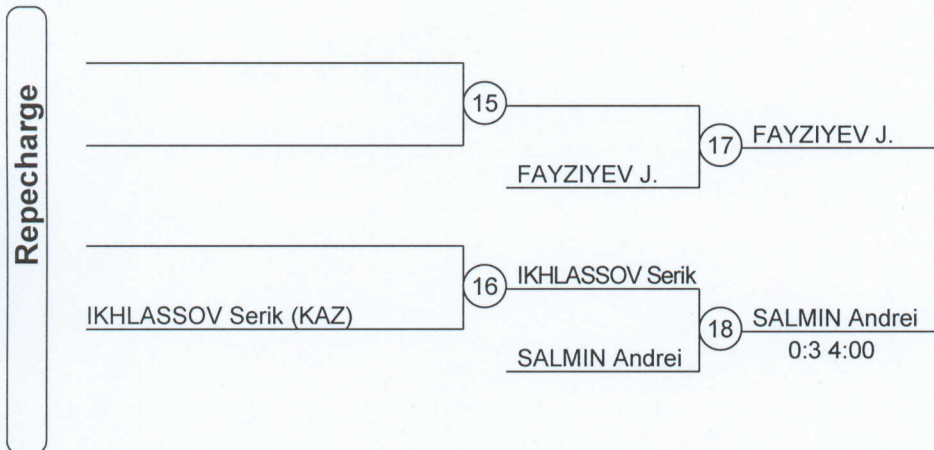 Repecharge
15
17
FAYZIYEV J.
FAYZIYEV J.
16
IKHLASSOV Serik
IKHLASSOV Serik (KAZ)
18
SALMIN Andrei
0:3 4:00
SALMIN Andrei